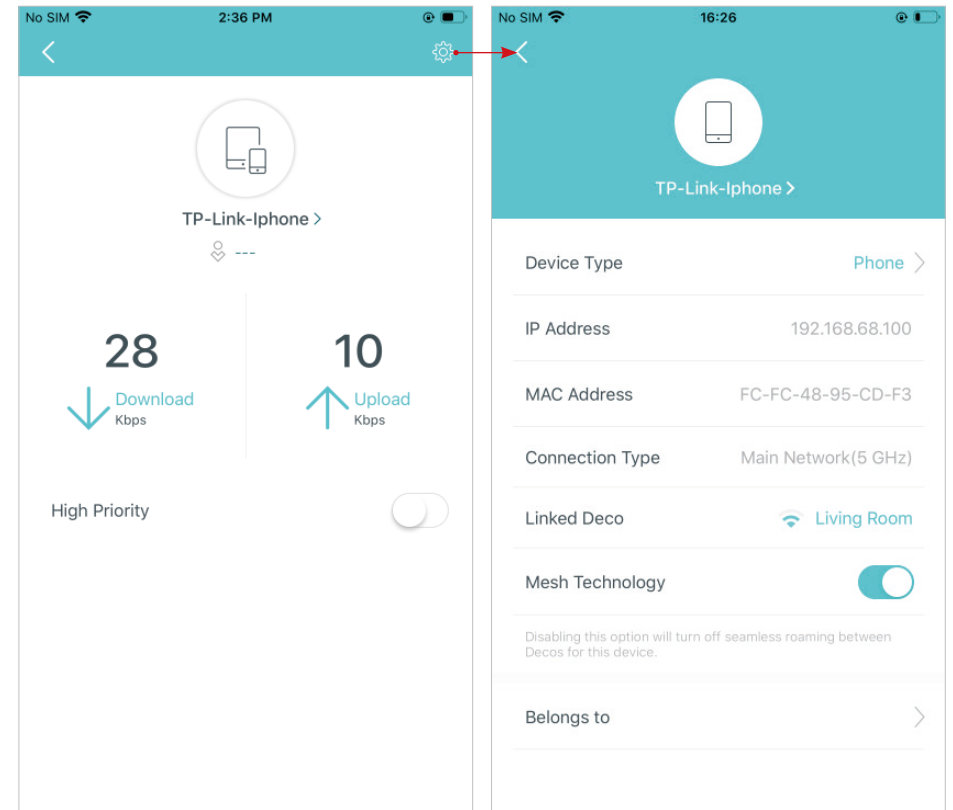 No SIM 2:36 PM
TP-Link-Iphone >
---
28
Download
Kbps
10
Upload
Kbps
High Priority
No SIM 16:26
TP-Link-Iphone >
Device Type Phone >
IP Address 192.168.68.100
MAC Address FC-FC-48-95-CD-F3
Connection Type Main Network(5 GHz)
Linked Deco Living Room
Mesh Technology
Disabling this option will turn off seamless roaming between
Decos for this device.
Belongs to >